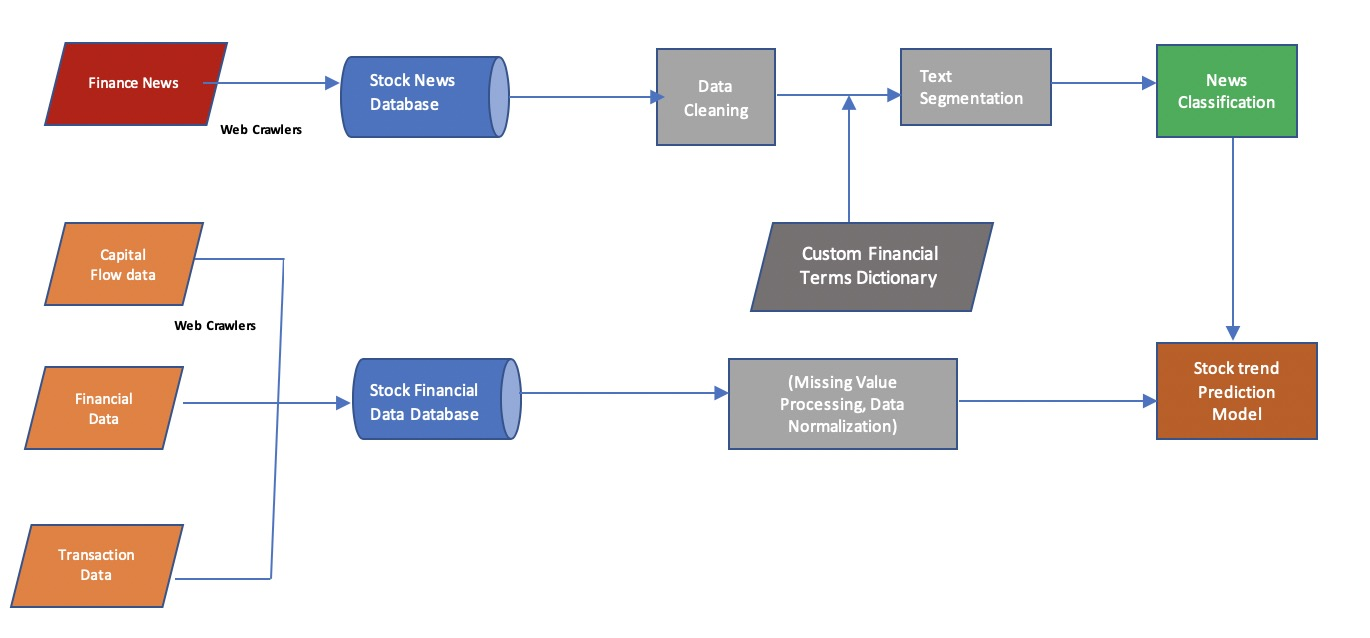 Finance News
Stock News
Database
Data
Cleaning
Text
Segmentation
News
Classification
Web Crawlers
Capital
Flow data
Custom Financial
Terms Dictionary
Web Crawlers
Financial
Data
Stock Financial
Data Database
(Missing Value
Processing, Data
Normalization)
Stock trend
Prediction
Model
Transaction
Data